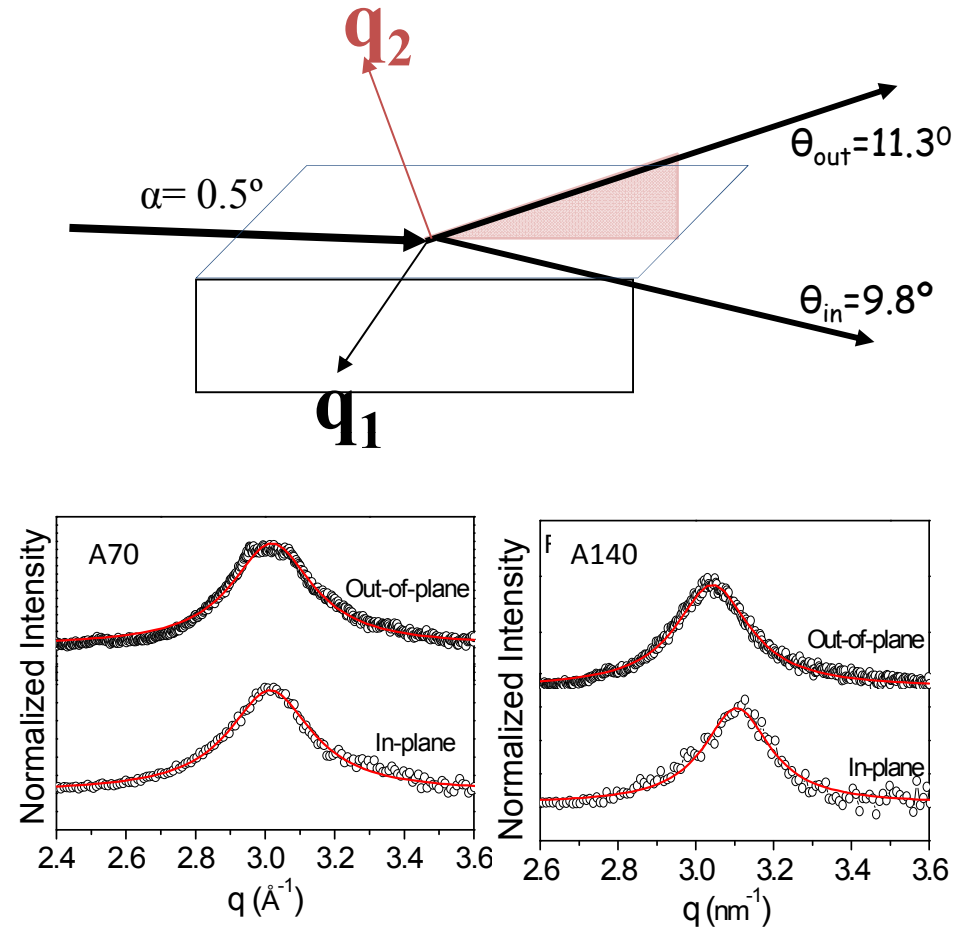 q₂
θout=11.3⁰
α= 0.5º
θin=9.8°
q₁
Normalized Intensity
A70
Out-of-plane
In-plane
2.4 2.6 2.8 3.0 3.2 3.4 3.6
q (Å⁻¹)
Normalized Intensity
F A140
Out-of-plane
In-plane
2.6 2.8 3.0 3.2 3.4 3.6
q (nm⁻¹)